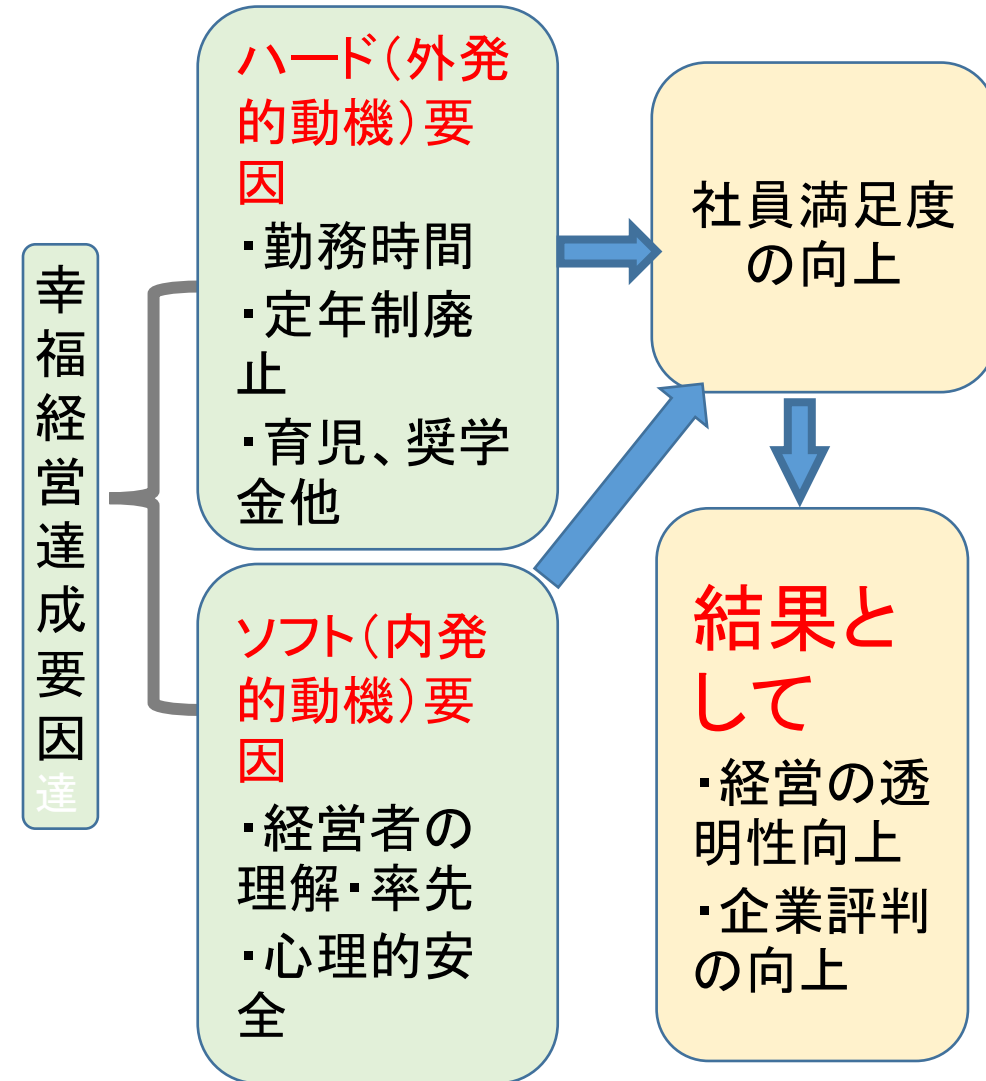 幸福経営達成要因達
ハード（外発
的動機）要
因
・勤務時間
・定年制廃
止
・育児、奨学
金他
ソフト（内発
的動機）要
因
・経営者の
理解・率先
・心理的安
全
社員満足度
の向上
結果と
して
・経営の透
明性向上
・企業評判
の向上